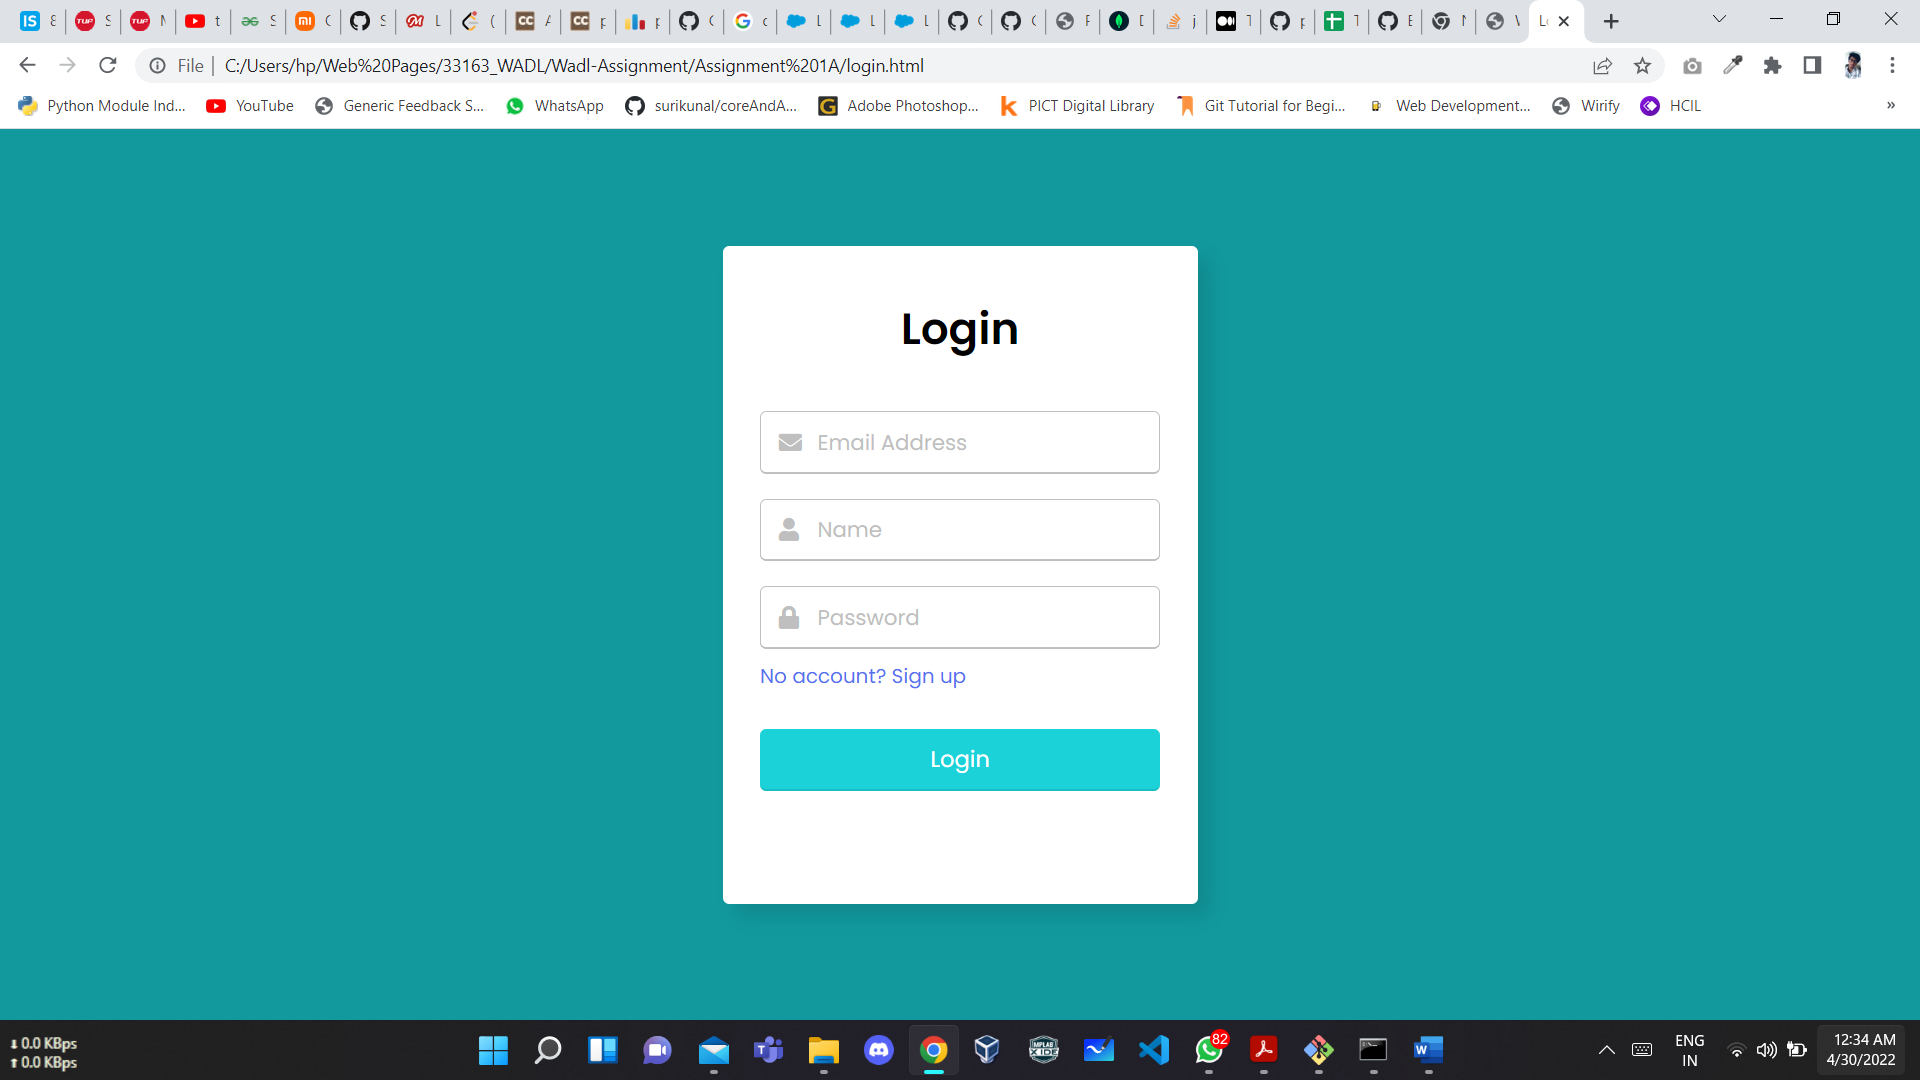 File
C:/Users/hp/Web%20Pages/33163_WADL/Wadl-Assignment/Assignment%201A/login.html
Python Module Ind...
YouTube
Generic Feedback S...
WhatsApp
surikunal/coreAndA...
Adobe Photoshop...
PICT Digital Library
Git Tutorial for Begi...
Web Development...
Wirify
HCIL
»
Login
Email Address
Name
Password
No account? Sign up
Login
0.0 KBps
0.0 KBps
82
ENG
IN
12:34 AM
4/30/2022